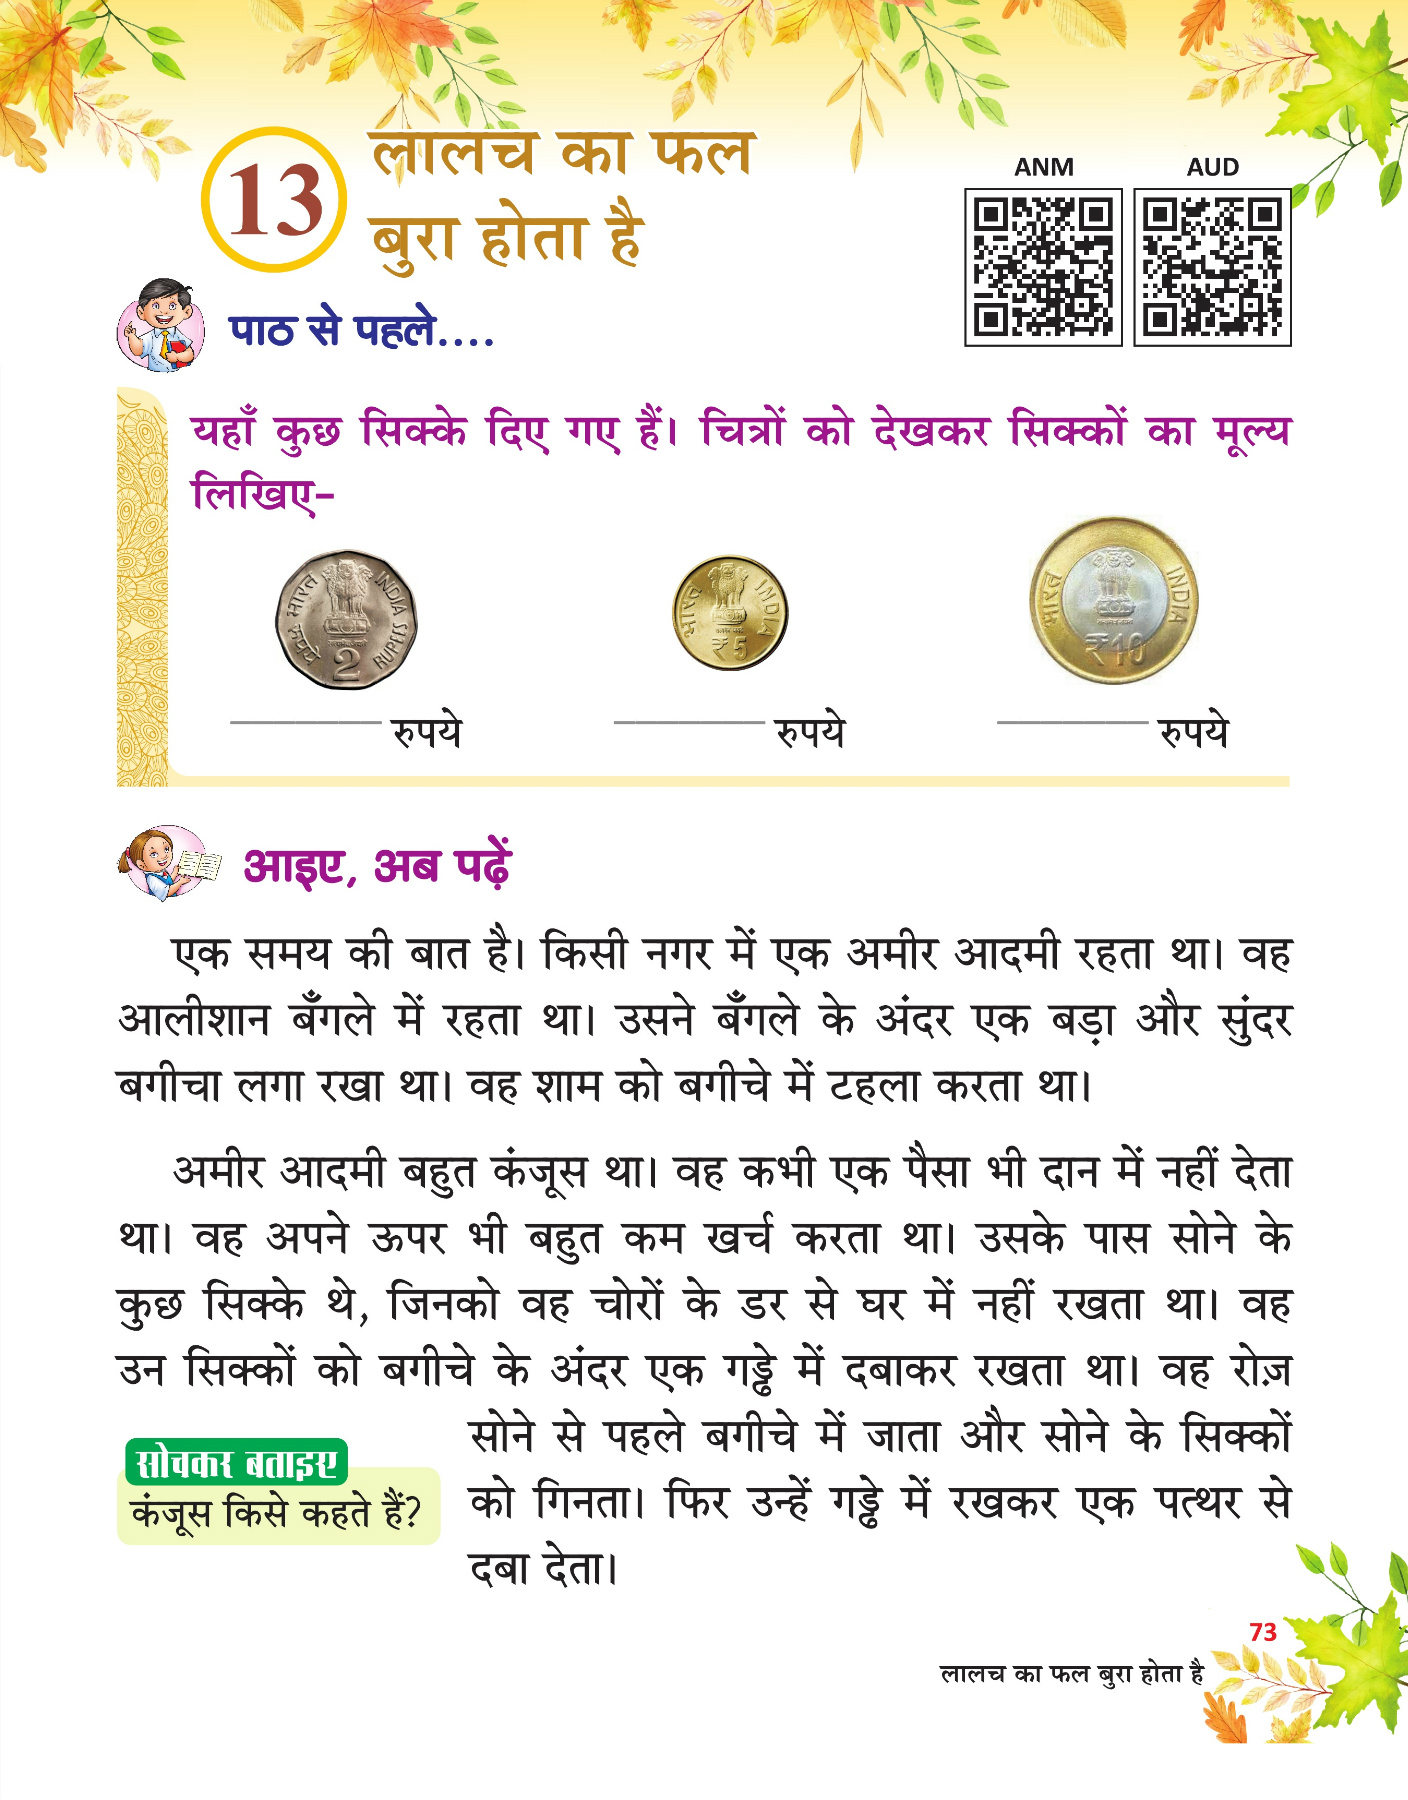 13
लालच का फल
बुरा होता है
ANM
AUD
पाठ से पहले....
यहाँ कुछ सिक्के दिए गए हैं। चित्रों को देखकर सिक्कों का मूल्य
लिखिए–
भारत INDIA
रुपये 2 RUPEES
भारत INDIA
₹ 5
भारत INDIA
₹ 10
रुपये
रुपये
रुपये
आइए, अब पढ़ें
एक समय की बात है। किसी नगर में एक अमीर आदमी रहता था। वह
आलीशान बँगले में रहता था। उसने बँगले के अंदर एक बड़ा और सुंदर
बगीचा लगा रखा था। वह शाम को बगीचे में टहला करता था।
अमीर आदमी बहुत कंजूस था। वह कभी एक पैसा भी दान में नहीं देता
था। वह अपने ऊपर भी बहुत कम खर्च करता था। उसके पास सोने के
कुछ सिक्के थे, जिनको वह चोरों के डर से घर में नहीं रखता था। वह
उन सिक्कों को बगीचे के अंदर एक गड्ढे में दबाकर रखता था। वह रोज़
सोने से पहले बगीचे में जाता और सोने के सिक्कों
को गिनता। फिर उन्हें गड्ढे में रखकर एक पत्थर से
दबा देता।
सोचकर बताइए
कंजूस किसे कहते हैं?
73
लालच का फल बुरा होता है